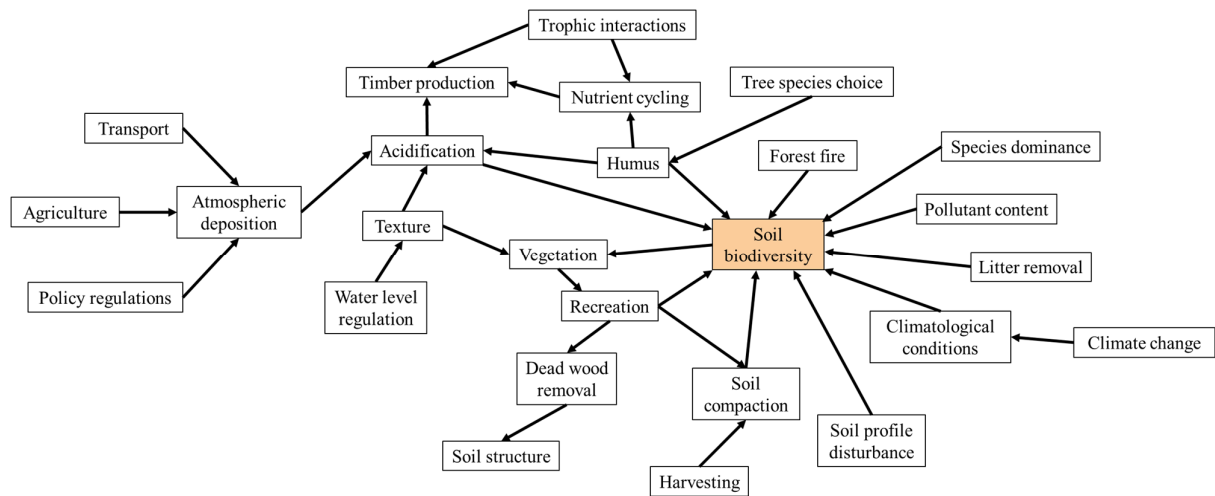 Trophic interactions
Timber production
Nutrient cycling
Tree species choice
Transport
Acidification
Humus
Forest fire
Species dominance
Agriculture
Atmospheric
deposition
Texture
Vegetation
Soil
biodiversity
Pollutant content
Litter removal
Policy regulations
Water level
regulation
Recreation
Climatological
conditions
Climate change
Dead wood
removal
Soil
compaction
Soil profile
disturbance
Soil structure
Harvesting